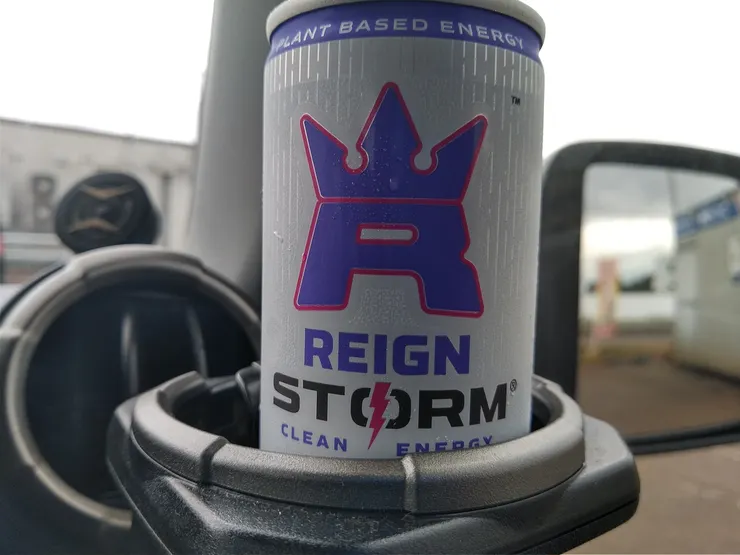 PLANT BASED ENERGY
™
R
REIGN
STORM®
CLEAN ENERGY